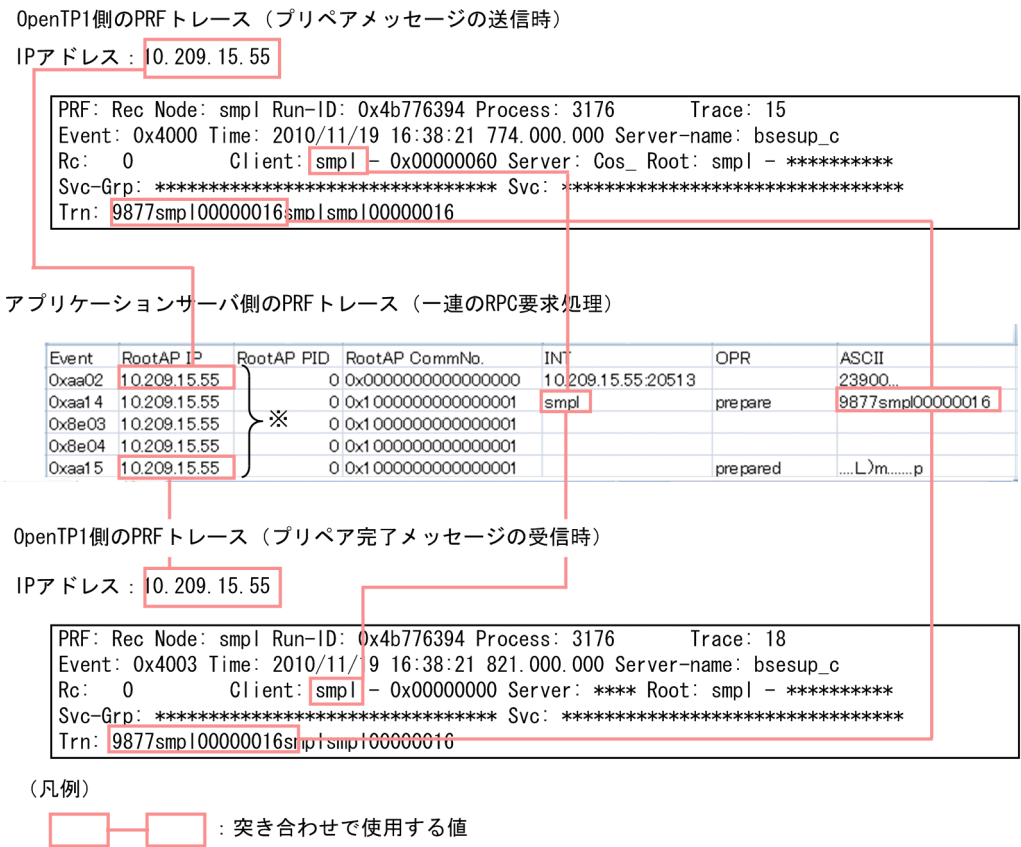 OpenTP1側のPRFトレース（プリペアメッセージの送信時）
IPアドレス：10.209.15.55
PRF: Rec Node: smpl Run-ID: 0x4b776394 Process: 3176 Trace: 15
Event: 0x4000 Time: 2010/11/19 16:38:21 774.000.000 Server-name: bsesup_c
Rc: 0 Client: smpl - 0x00000060 Server: Cos_ Root: smpl - **********
Svc-Grp: ******************************** Svc: ********************************
Trn: 9877smpl00000016smplsmpl00000016
アプリケーションサーバ側のPRFトレース（一連のRPC要求処理）
Event RootAP IP RootAP PID RootAP CommNo. INT OPR ASCII
0xaa02 10.209.15.55 0 0x0000000000000000 10.209.15.55:20513 23900...
0xaa14 10.209.15.55 0 0x1000000000000001 smpl prepare 9877smpl00000016
0x8e03 10.209.15.55 ※ 0 0x1000000000000001
0x8e04 10.209.15.55 0 0x1000000000000001
0xaa15 10.209.15.55 0 0x1000000000000001 prepared ....L)m.......p
OpenTP1側のPRFトレース（プリペア完了メッセージの受信時）
IPアドレス：10.209.15.55
PRF: Rec Node: smpl Run-ID: 0x4b776394 Process: 3176 Trace: 18
Event: 0x4003 Time: 2010/11/19 16:38:21 821.000.000 Server-name: bsesup_c
Rc: 0 Client: smpl - 0x00000000 Server: **** Root: smpl - **********
Svc-Grp: ******************************** Svc: ********************************
Trn: 9877smpl00000016smplsmpl00000016
（凡例）
：突き合わせで使用する値